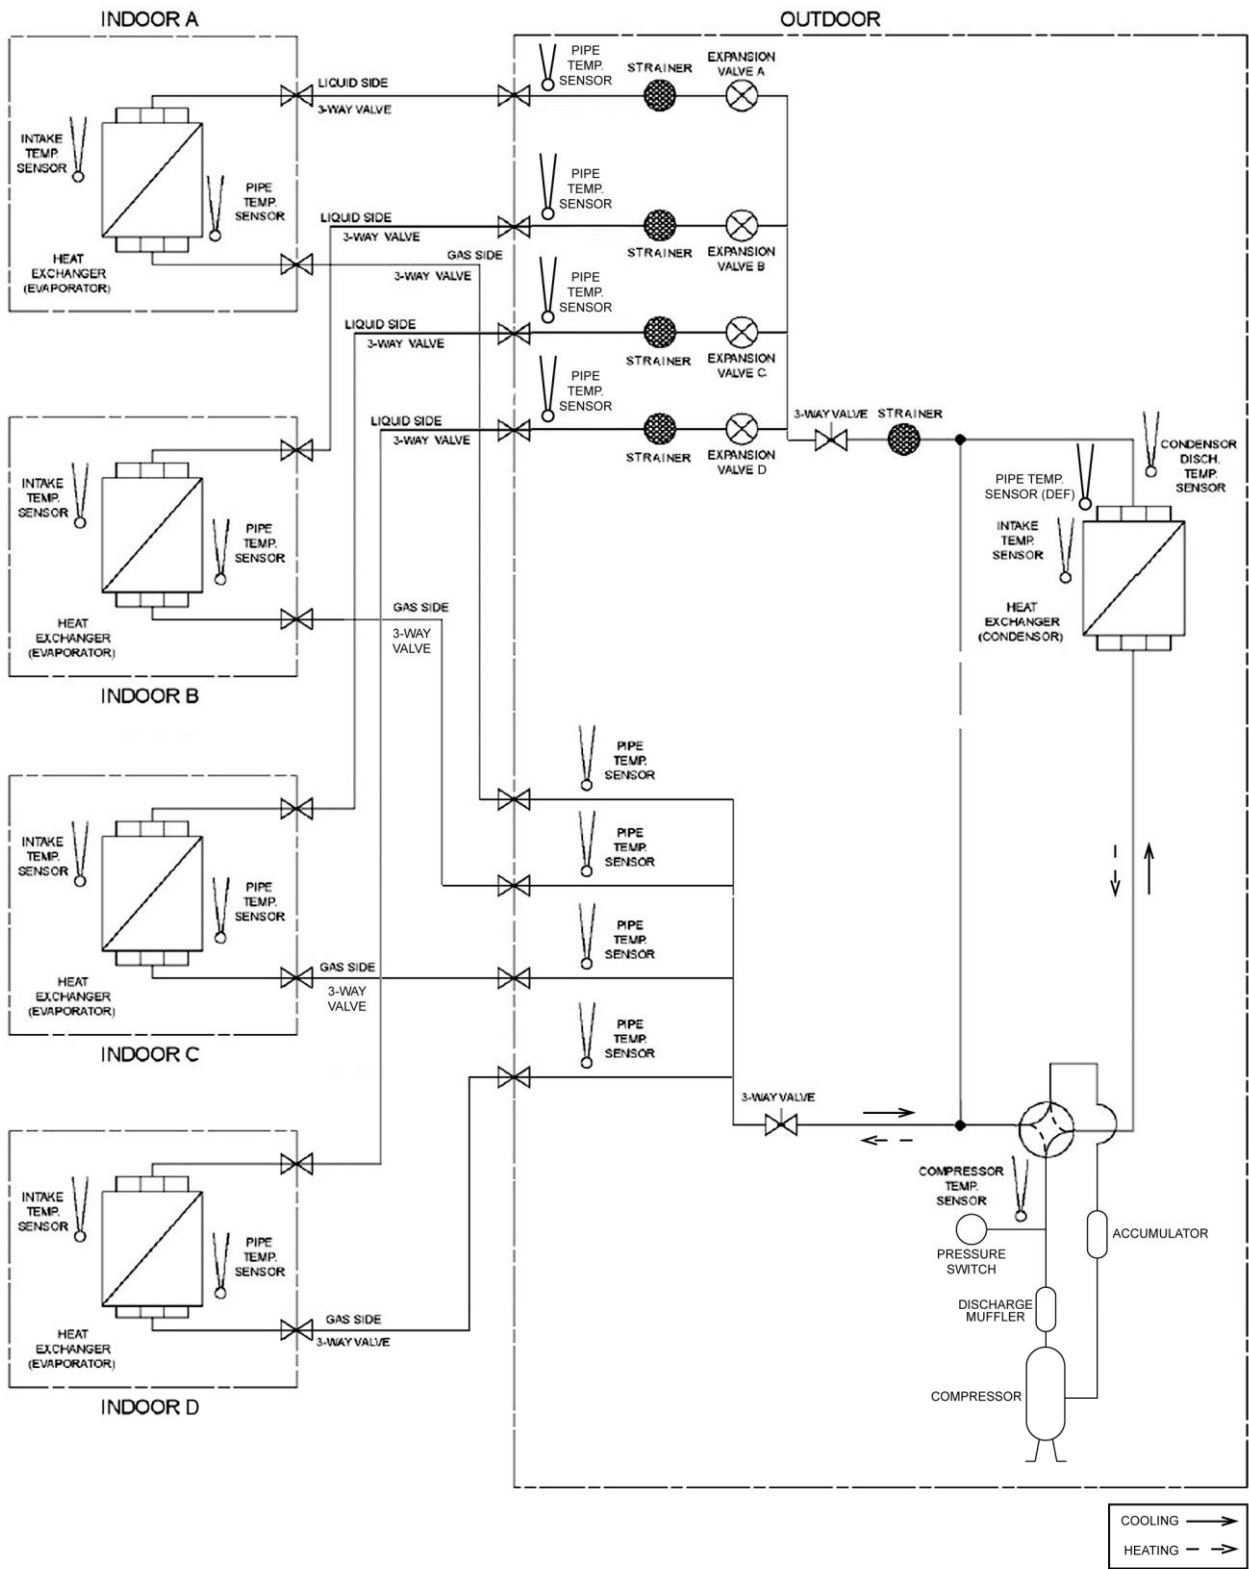 INDOOR A
OUTDOOR
LIQUID SIDE
3-WAY VALVE
PIPE
TEMP.
SENSOR
STRAINER
EXPANSION
VALVE A
INTAKE
TEMP.
SENSOR
PIPE
TEMP.
SENSOR
HEAT
EXCHANGER
(EVAPORATOR)
LIQUID SIDE
3-WAY VALVE
PIPE
TEMP.
SENSOR
STRAINER
EXPANSION
VALVE B
GAS SIDE
3-WAY VALVE
LIQUID SIDE
3-WAY VALVE
PIPE
TEMP.
SENSOR
STRAINER
EXPANSION
VALVE C
LIQUID SIDE
3-WAY VALVE
PIPE
TEMP.
SENSOR
STRAINER
EXPANSION
VALVE D
3-WAY VALVE
STRAINER
CONDENSOR
DISCH.
TEMP.
SENSOR
PIPE TEMP.
SENSOR (DEF)
INTAKE
TEMP.
SENSOR
HEAT
EXCHANGER
(CONDENSOR)
INTAKE
TEMP.
SENSOR
PIPE
TEMP.
SENSOR
HEAT
EXCHANGER
(EVAPORATOR)
INDOOR B
GAS SIDE
3-WAY
VALVE
PIPE
TEMP.
SENSOR
PIPE
TEMP.
SENSOR
PIPE
TEMP.
SENSOR
PIPE
TEMP.
SENSOR
INTAKE
TEMP.
SENSOR
PIPE
TEMP.
SENSOR
HEAT
EXCHANGER
(EVAPORATOR)
INDOOR C
GAS SIDE
3-WAY
VALVE
3-WAY VALVE
COMPRESSOR
TEMP.
SENSOR
PRESSURE
SWITCH
ACCUMULATOR
DISCHARGE
MUFFLER
COMPRESSOR
INTAKE
TEMP.
SENSOR
PIPE
TEMP.
SENSOR
HEAT
EXCHANGER
(EVAPORATOR)
GAS SIDE
3-WAY VALVE
INDOOR D
COOLING
HEATING